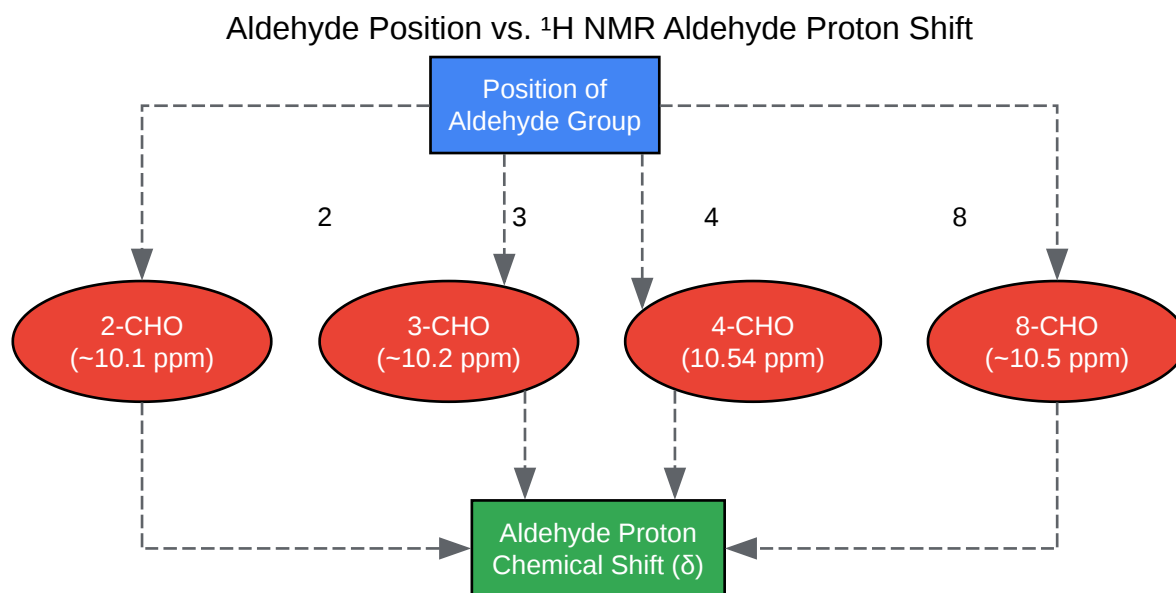 Aldehyde Position vs. ¹H NMR Aldehyde Proton Shift
Position of
Aldehyde Group
2
3
4
8
2-CHO
(~10.1 ppm)
3-CHO
(~10.2 ppm)
4-CHO
(10.54 ppm)
8-CHO
(~10.5 ppm)
Aldehyde Proton
Chemical Shift (δ)